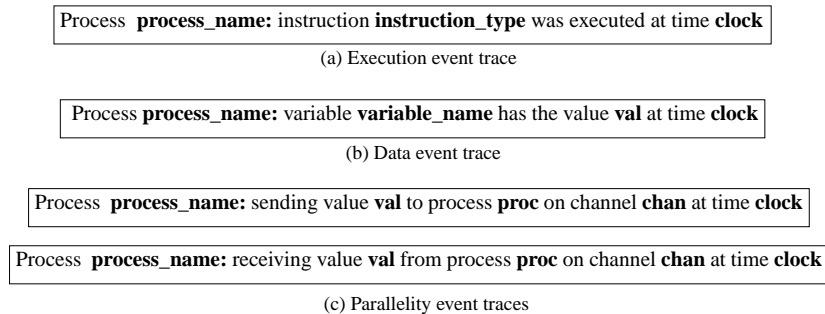 Process process_name: instruction instruction_type was executed at time clock
(a) Execution event trace
Process process_name: variable variable_name has the value val at time clock
(b) Data event trace
Process process_name: sending value val to process proc on channel chan at time clock
Process process_name: receiving value val from process proc on channel chan at time clock
(c) Parallelity event traces